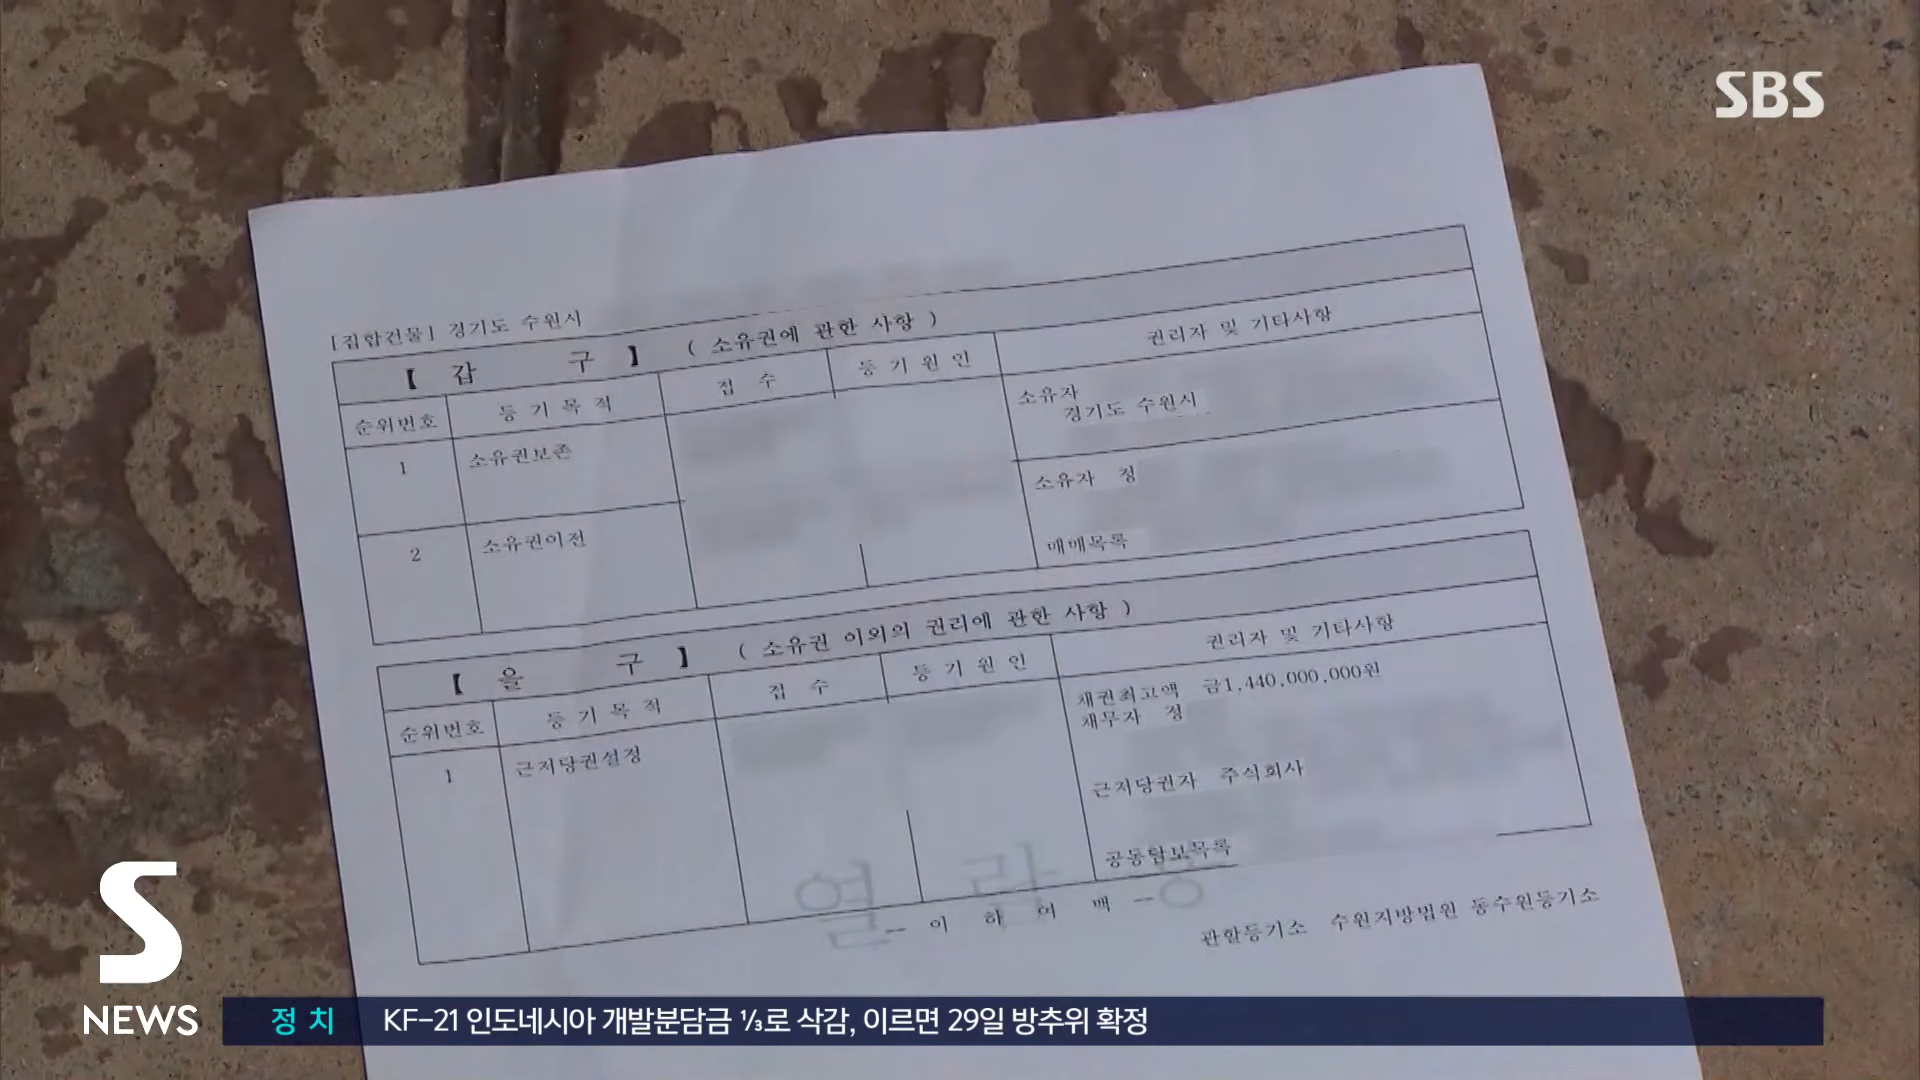 SBS
[집합건물] 경기도 수원시
【 갑 구 】 ( 소유권에 관한 사항 )
순위번호 등기목적 접수 등기원인 권리자 및 기타사항
1 소유권보존 소유자
경기도 수원시
2 소유권이전 소유자 정
매매목록
【 을 구 】 ( 소유권 이외의 권리에 관한 사항 )
순위번호 등기목적 접수 등기원인 권리자 및 기타사항
1 근저당권설정 채권최고액 금1,440,000,000원
채무자 정
근저당권자 주식회사
공동담보목록
열람용
-- 이 하 여 백 --
관할등기소 수원지방법원 동수원등기소
S
NEWS
정치 KF-21 인도네시아 개발분담금 ⅓로 삭감, 이르면 29일 방추위 확정